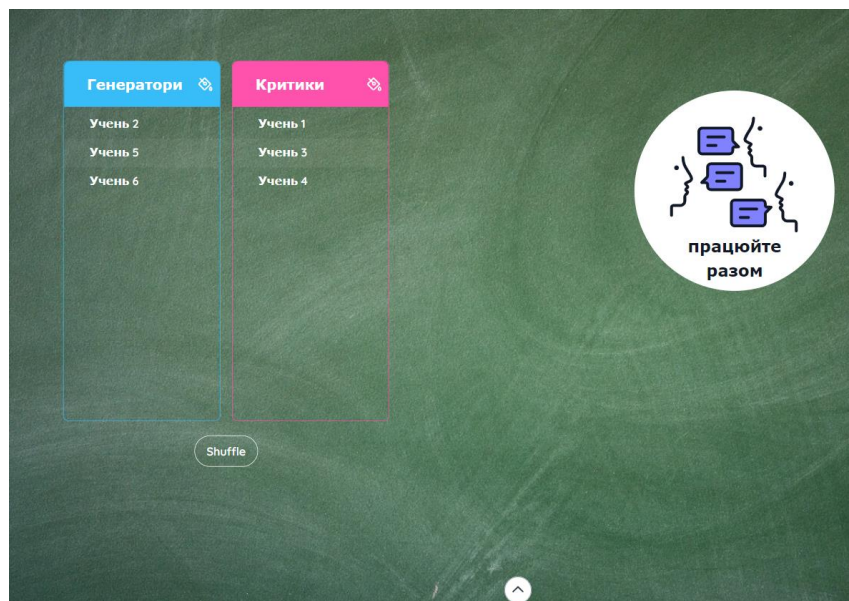 Генератори
Учень 2
Учень 5
Учень 6
Критики
Учень 1
Учень 3
Учень 4
Shuffle
працюйте
разом